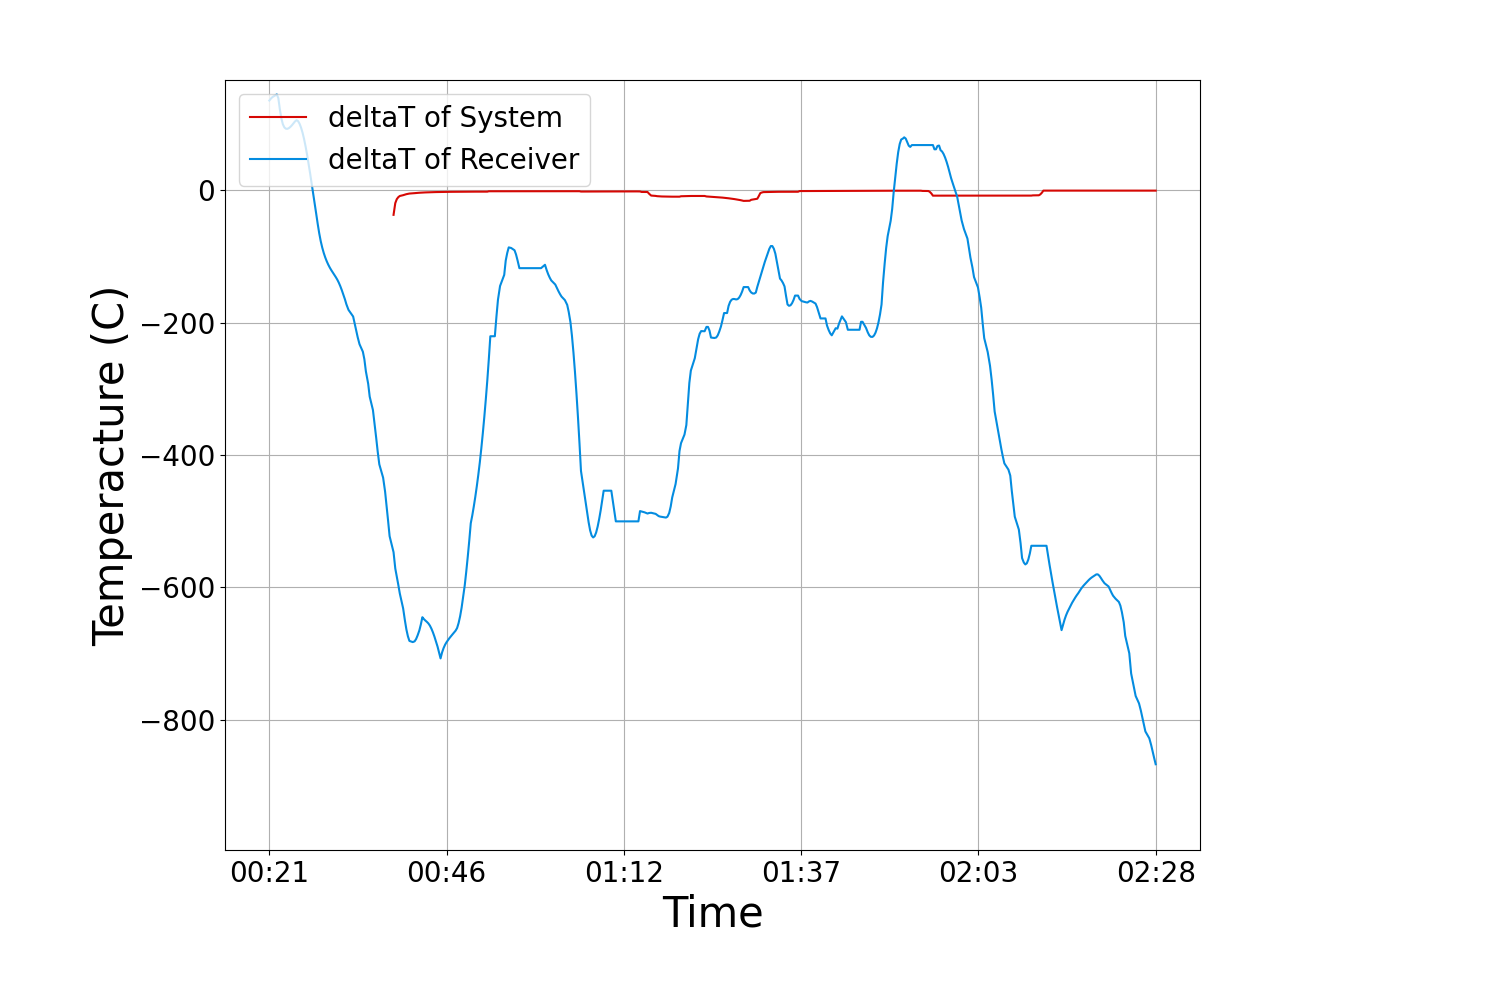 deltaT of System
deltaT of Receiver
0
−200
−400
−600
−800
Temperacture (C)
00:21 00:46 01:12 01:37 02:03 02:28
Time